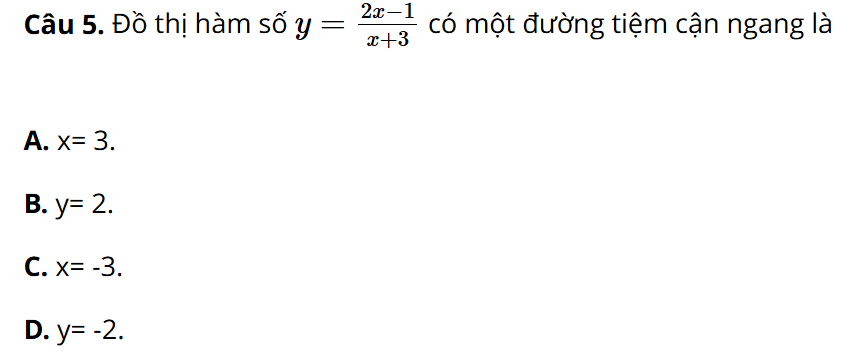 Câu 5. Đồ thị hàm số y = \frac{2x-1}{x+3} có một đường tiệm cận ngang là
A. x= 3.
B. y= 2.
C. x= -3.
D. y= -2.